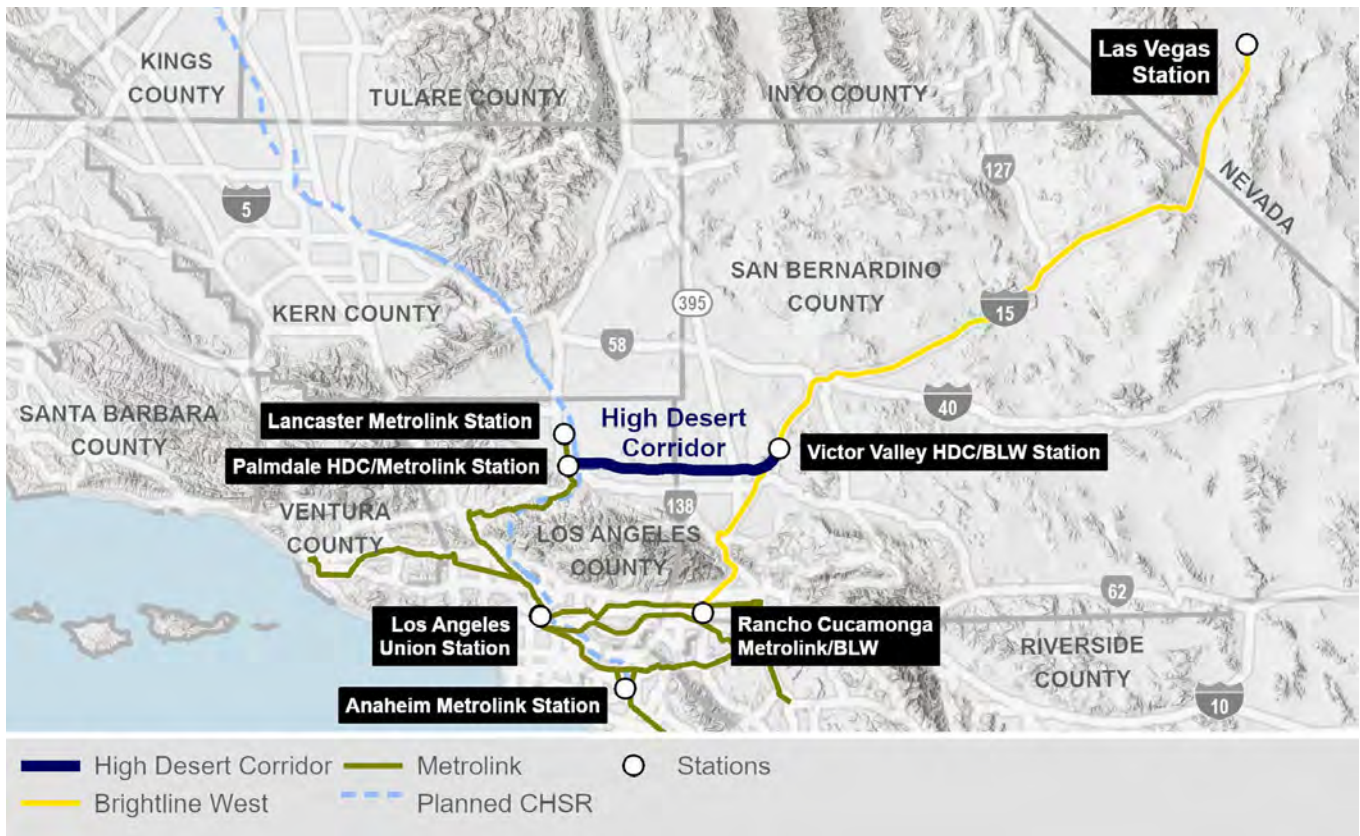 KINGS
COUNTY
TULARE COUNTY
INYO COUNTY
Las Vegas
Station
127
NEVADA
5
SAN BERNARDINO
COUNTY
KERN COUNTY
395
15
58
40
SANTA BARBARA
COUNTY
Lancaster Metrolink Station
High Desert
Corridor
Palmdale HDC/Metrolink Station
Victor Valley HDC/BLW Station
138
VENTURA
COUNTY
LOS ANGELES
COUNTY
62
Los Angeles
Union Station
Rancho Cucamonga
Metrolink/BLW
RIVERSIDE
COUNTY
Anaheim Metrolink Station
10
High Desert Corridor
Metrolink
Stations
Brightline West
Planned CHSR